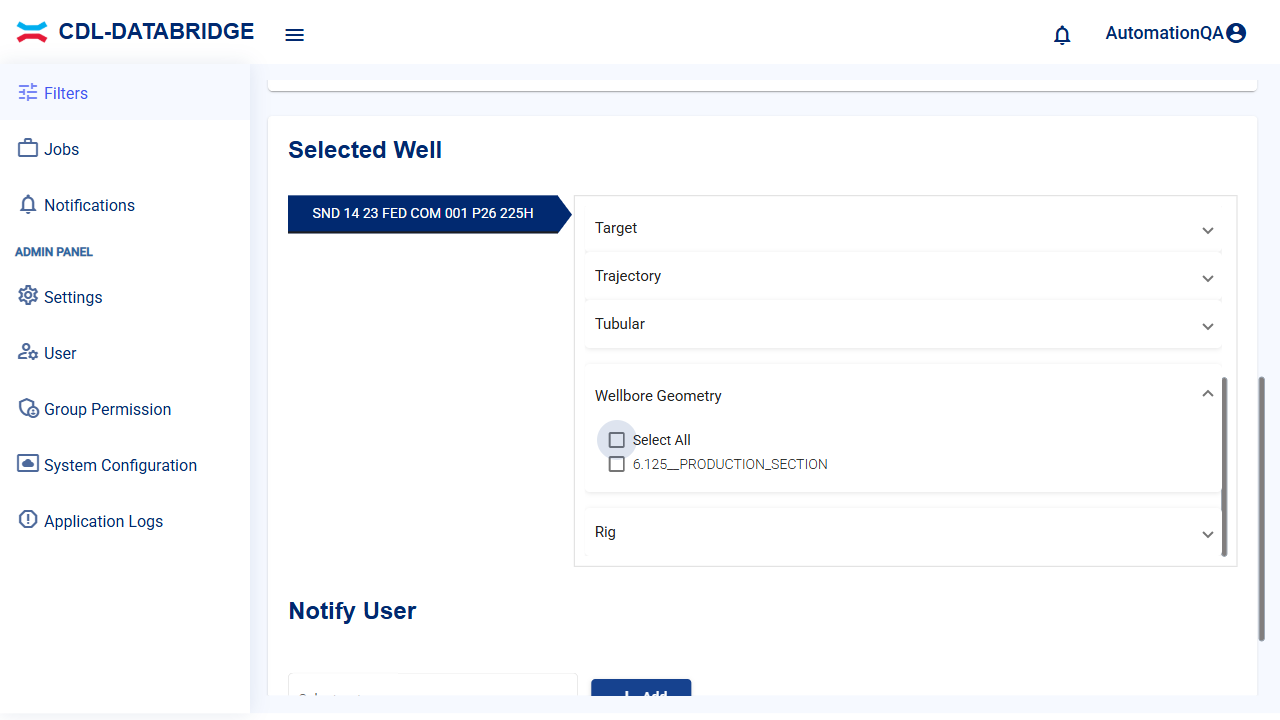 CDL-DATABRIDGE
AutomationQA
Filters
Jobs
Notifications
ADMIN PANEL
Settings
User
Group Permission
System Configuration
Application Logs
Selected Well
SND 14 23 FED COM 001 P26 225H
Target
Trajectory
Tubular
Wellbore Geometry
Select All
6.125__PRODUCTION_SECTION
Rig
Notify User
+ Add